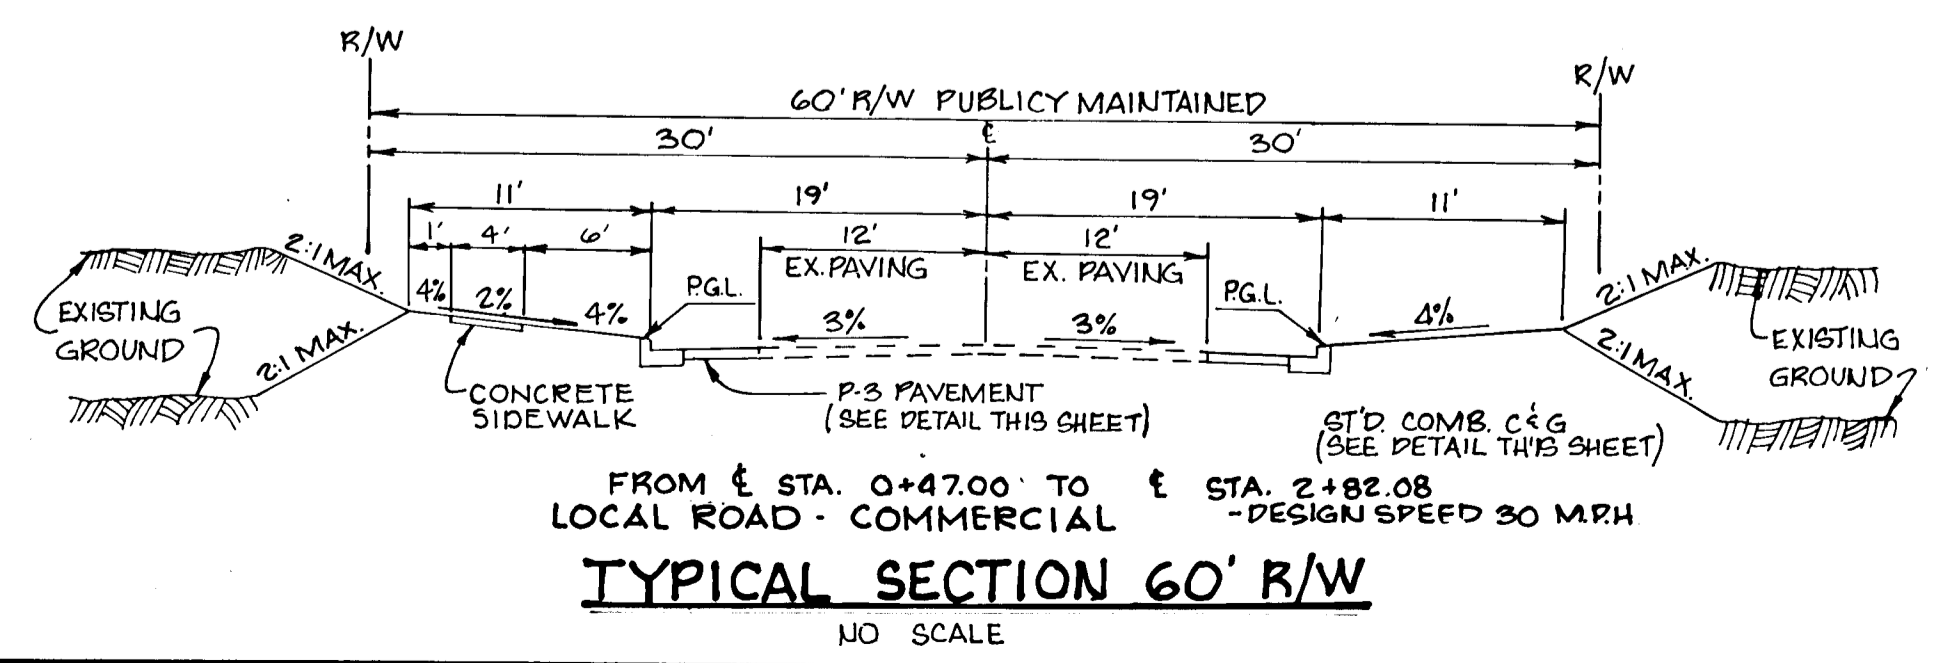 R/W
R/W
60' R/W PUBLICY MAINTAINED
℄
30'
30'
11'
19'
19'
11'
1'
4'
6'
12'
EX. PAVING
12'
EX. PAVING
2:1 MAX.
4%
2%
4%
P.G.L.
3%
3%
P.G.L.
4%
2:1 MAX.
EXISTING
GROUND
2:1 MAX.
CONCRETE
SIDEWALK
P-3 PAVEMENT
(SEE DETAIL THIS SHEET)
2:1 MAX.
EXISTING
GROUND
ST'D. COMB. C & G
(SEE DETAIL TH'IS SHEET)
FROM ℄ STA. 0+47.00 TO ℄ STA. 2+82.08
LOCAL ROAD - COMMERCIAL -DESIGN SPEED 30 M.P.H
TYPICAL SECTION 60' R/W
NO SCALE